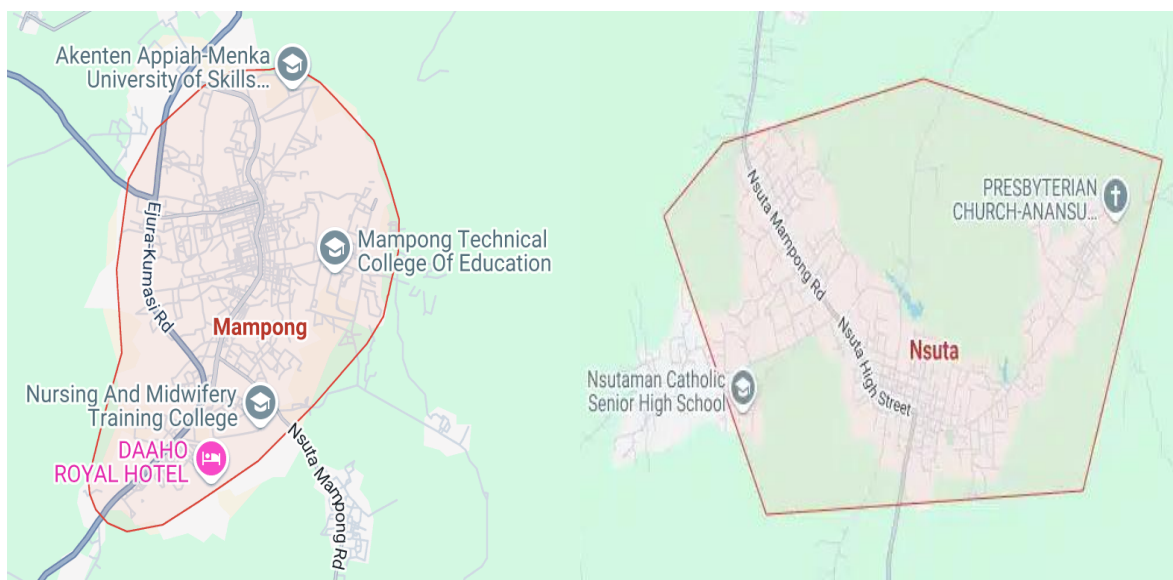 Akenten Appiah-Menka
University of Skills...
Ejura-Kumasi Rd
Mampong Technical
College Of Education
Mampong
Nursing And Midwifery
Training College
DAAHO
ROYAL HOTEL
Nsuta Mampong Rd
PRESBYTERIAN
CHURCH-ANANSU...
Nsuta Mampong Rd
Nsuta High Street
Nsuta
Nsutaman Catholic
Senior High School